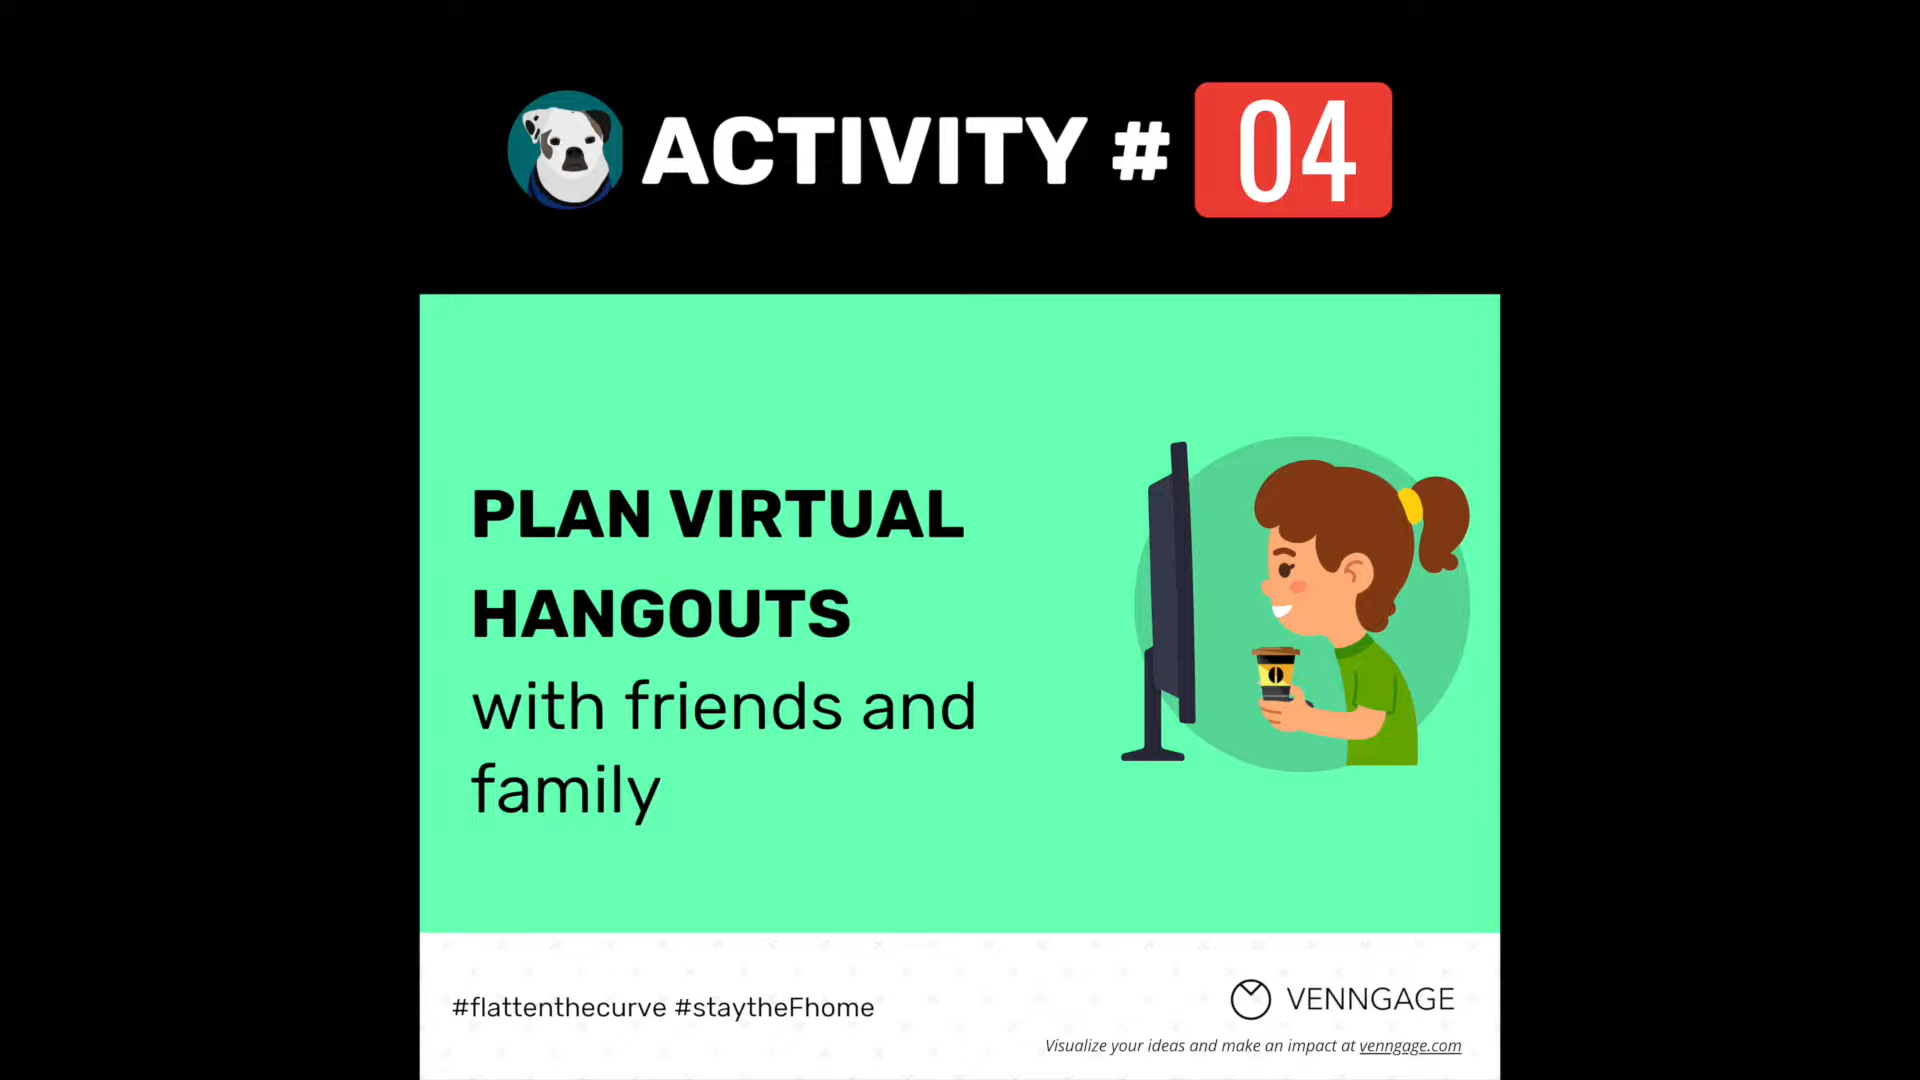 ACTIVITY # 04
PLAN VIRTUAL
HANGOUTS
with friends and
family
#flattenthecurve #staytheFhome
VENNGAGE
Visualize your ideas and make an impact at venngage.com